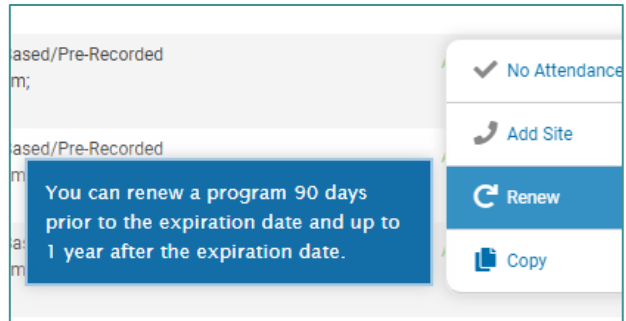 ased/Pre-Recorded
m;
No Attendance
Add Site
ased/Pre-Recorded
m
You can renew a program 90 days
prior to the expiration date and up to
1 year after the expiration date.
Renew
Copy